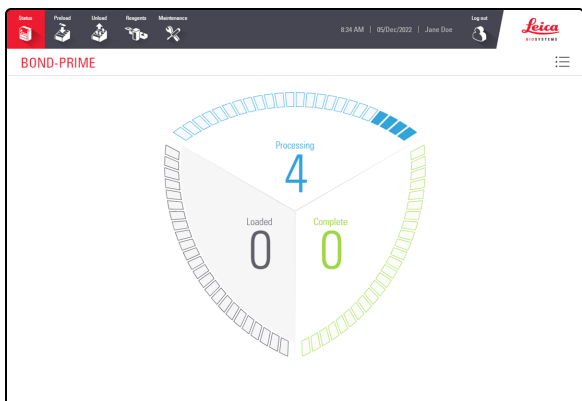 Status Preload Unload Reagents Maintenance 8:34 AM | 05/Dec/2022 | Jane Doe Log out
Leica
BIOSYSTEMS
BOND-PRIME
Processing
4
Loaded Complete
0 0